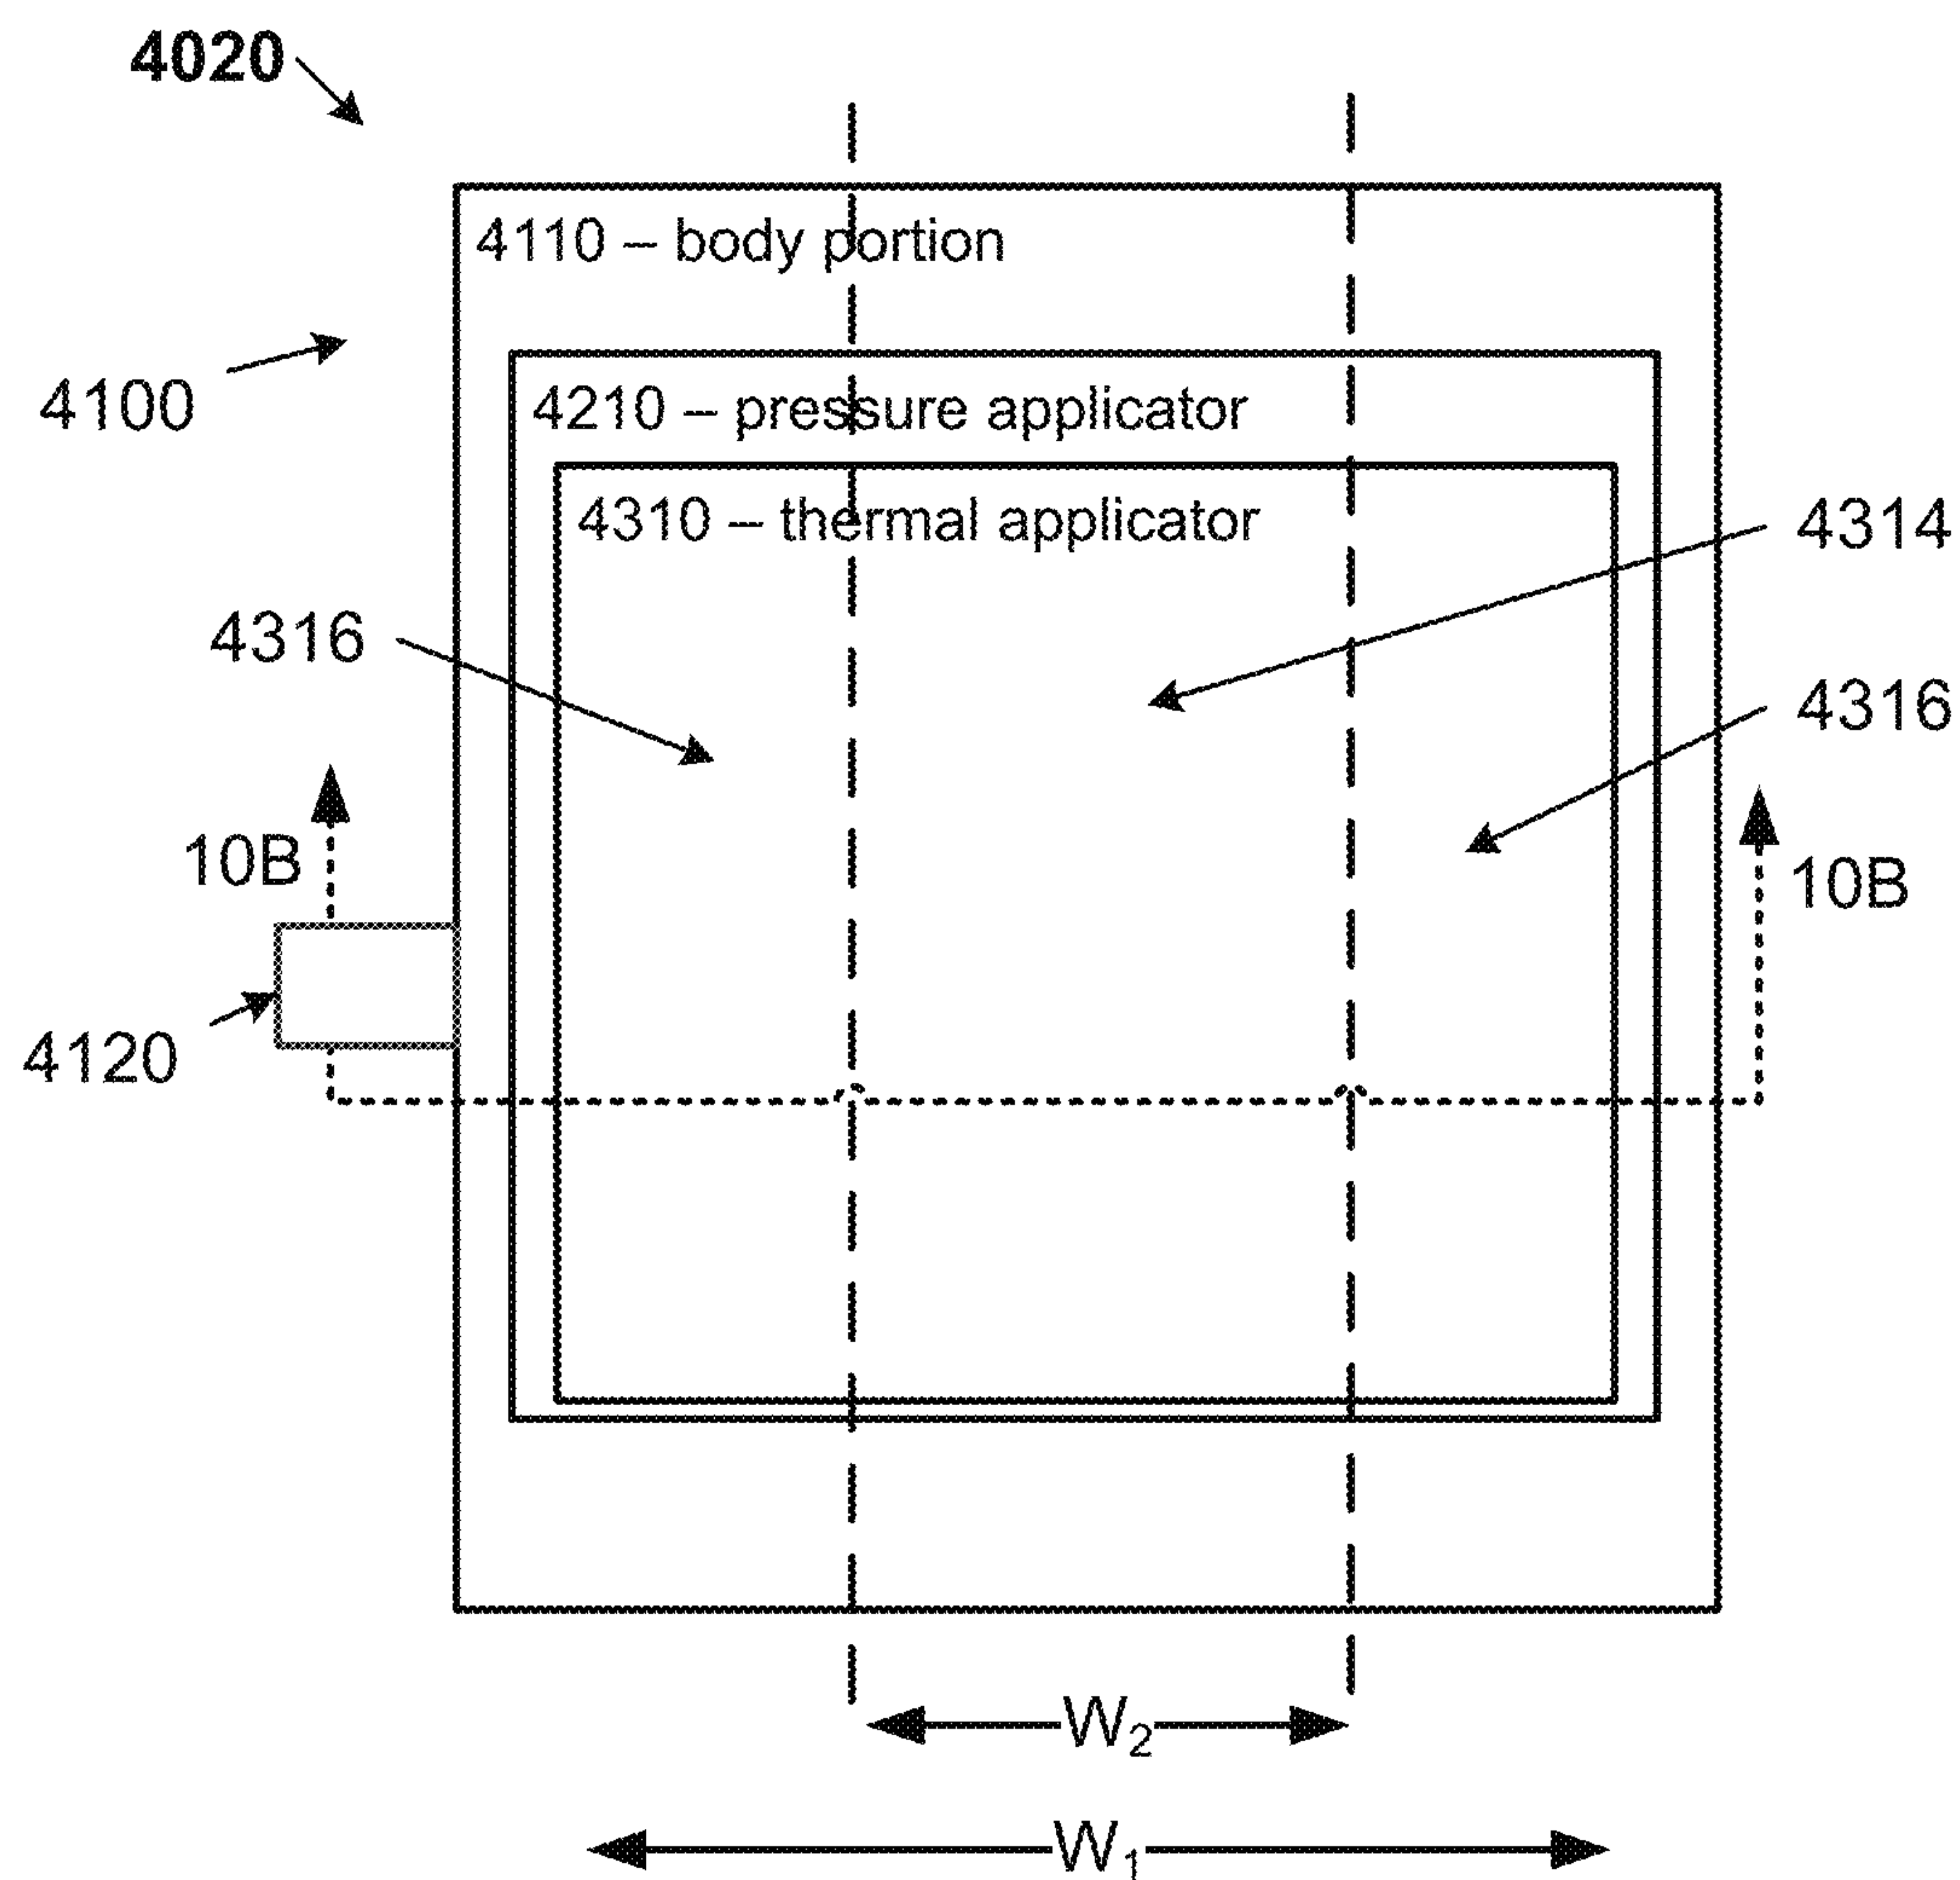 4020
4110 – body portion
4100
4210 – pressure applicator
4310 – thermal applicator
4314
4316
4316
10B
10B
4120
W₂
W₁